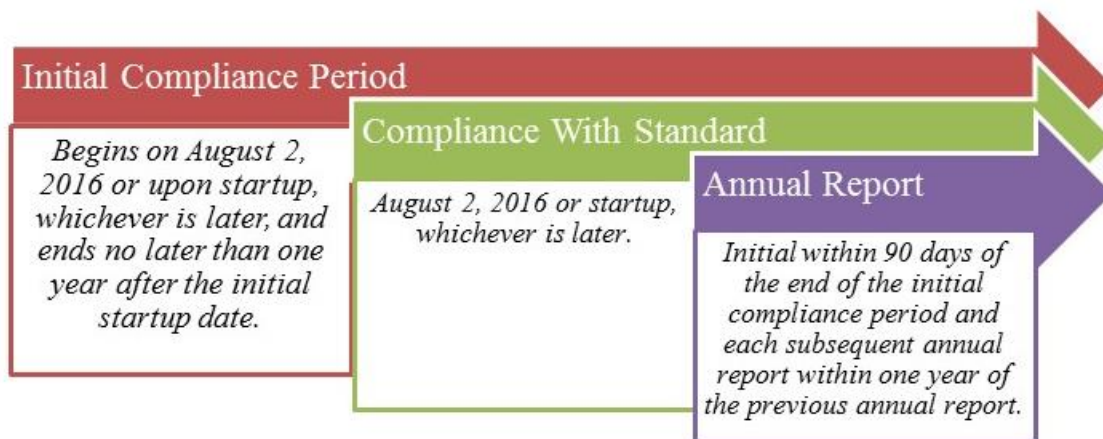 Initial Compliance Period
Begins on August 2,
2016 or upon startup,
whichever is later, and
ends no later than one
year after the initial
startup date.
Compliance With Standard
August 2, 2016 or startup,
whichever is later.
Annual Report
Initial within 90 days of
the end of the initial
compliance period and
each subsequent annual
report within one year of
the previous annual report.